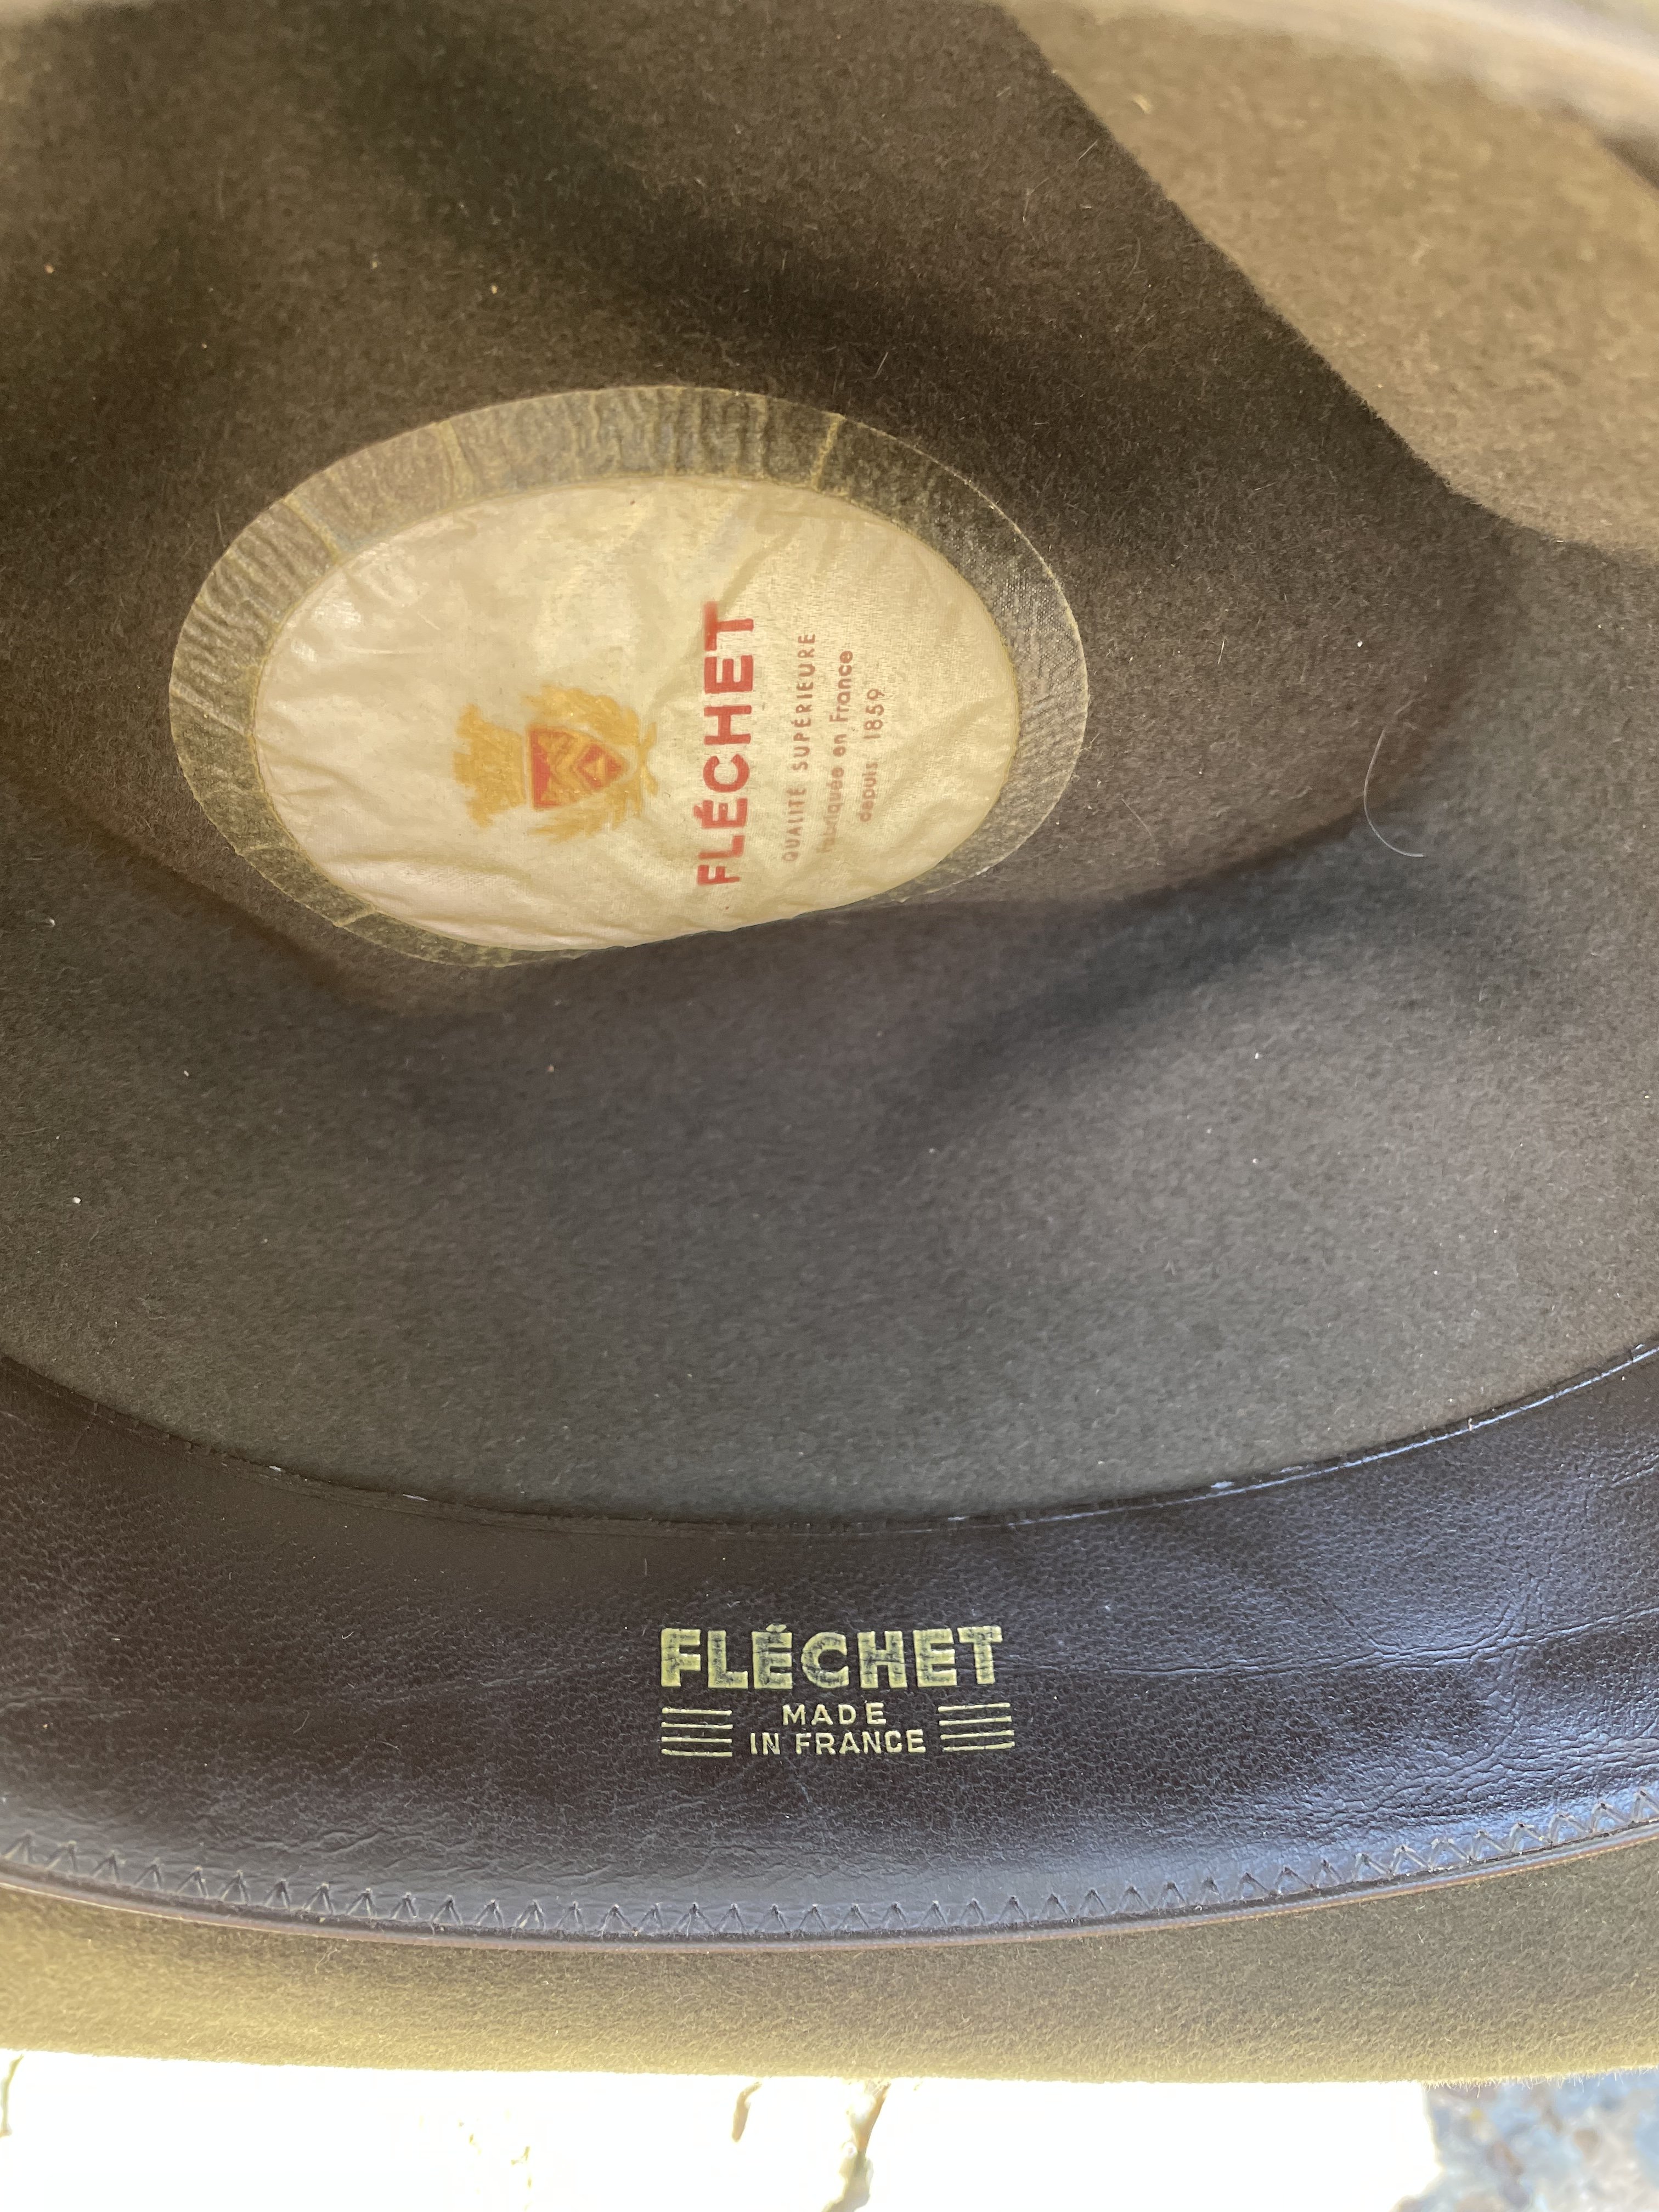 FLÉCHET
QUALITÉ SUPÉRIEURE
fabriquée en France
depuis 1859
FLÉCHET
MADE
IN FRANCE